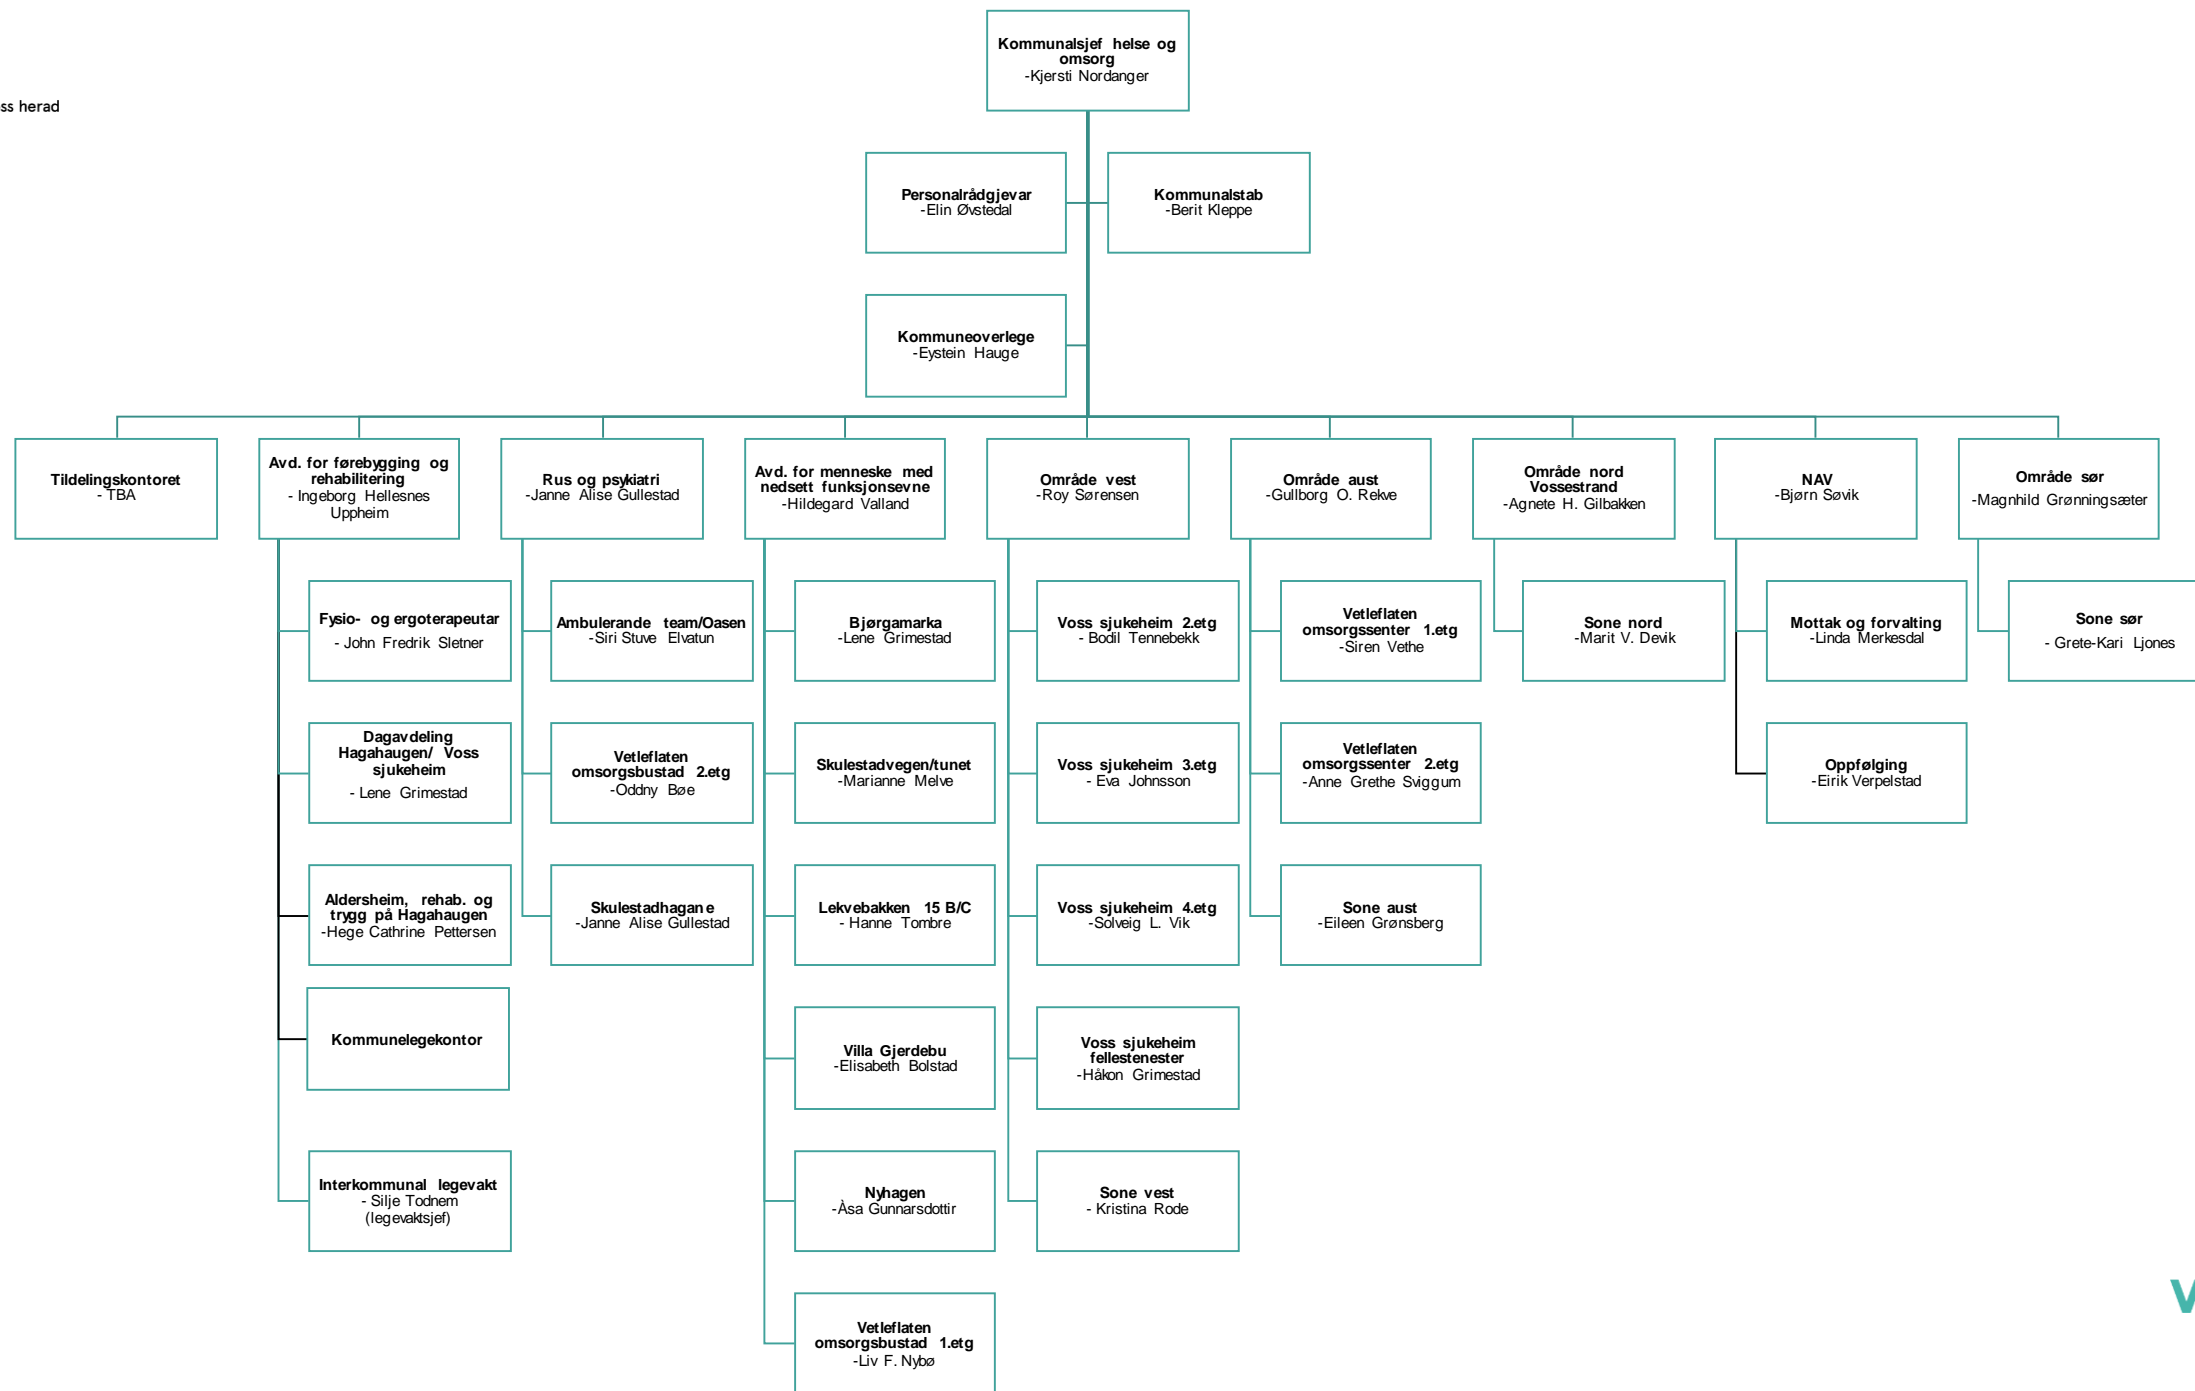 Kommunalsjef helse og
omsorg
-Kjersti Nordanger
ss herad
Personalrådgjevar
-Elin Øvstedal
Kommunalstab
-Berit Kleppe
Kommuneoverlege
-Eystein Hauge
Tildelingskontoret
- TBA
Avd. for førebygging og
rehabilitering
- Ingeborg Hellesnes
Uppheim
Rus og psykiatri
-Janne Alise Gullestad
Avd. for menneske med
nedsett funksjonsevne
-Hildegard Valland
Område vest
-Roy Sørensen
Område aust
-Gullborg O. Rekve
Område nord
Vossestrand
-Agnete H. Gilbakken
NAV
-Bjørn Søvik
Område sør
-Magnhild Grønningsæter
Fysio- og ergoterapeutar
- John Fredrik Sletner
Ambulerande team/Oasen
-Siri Stuve Elvatun
Bjørgamarka
-Lene Grimestad
Voss sjukeheim 2.etg
- Bodil Tennebekk
Vetleflaten
omsorgssenter 1.etg
-Siren Vethe
Sone nord
-Marit V. Devik
Mottak og forvalting
-Linda Merkesdal
Sone sør
- Grete-Kari Ljones
Dagavdeling
Hagahaugen/ Voss
sjukeheim
- Lene Grimestad
Vetleflaten
omsorgsbustad 2.etg
-Oddny Bøe
Skulestadvegen/tunet
-Marianne Melve
Voss sjukeheim 3.etg
- Eva Johnsson
Vetleflaten
omsorgssenter 2.etg
-Anne Grethe Sviggum
Oppfølging
-Eirik Verpelstad
Aldersheim, rehab. og
trygg på Hagahaugen
-Hege Cathrine Pettersen
Skulestadhagane
-Janne Alise Gullestad
Lekvebakken 15 B/C
- Hanne Tombre
Voss sjukeheim 4.etg
-Solveig L. Vik
Sone aust
-Eileen Grønsberg
Kommunelegekontor
Villa Gjerdebu
-Elisabeth Bolstad
Voss sjukeheim
fellestenester
-Håkon Grimestad
Interkommunal legevakt
- Silje Todnem
(legevaktsjef)
Nyhagen
-Àsa Gunnarsdottir
Sone vest
- Kristina Rode
Vetleflaten
omsorgsbustad 1.etg
-Liv F. Nybø